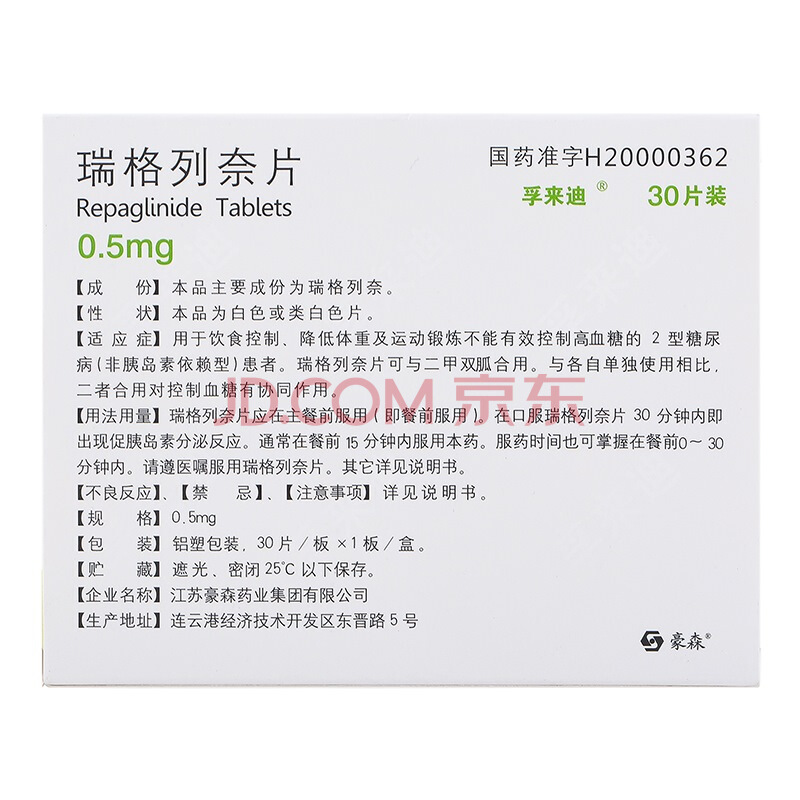 瑞格列奈片
国药准字H20000362
Repaglinide Tablets
孚来迪® 30片装
0.5mg
【成 份】本品主要成份为瑞格列奈。
【性 状】本品为白色或类白色片。
【适应症】用于饮食控制、降低体重及运动锻炼不能有效控制高血糖的 2 型糖尿
病(非胰岛素依赖型)患者。瑞格列奈片可与二甲双胍合用。与各自单独使用相比，
二者合用对控制血糖有协同作用。
JD.COM 京东
【用法用量】瑞格列奈片应在主餐前服用(即餐前服用)。在口服瑞格列奈片 30 分钟内即
出现促胰岛素分泌反应。通常在餐前 15 分钟内服用本药。服药时间也可掌握在餐前0～30
分钟内。请遵医嘱服用瑞格列奈片。其它详见说明书。
【不良反应】、【禁 忌】、【注意事项】详见说明书。
【规 格】0.5mg
【包 装】铝塑包装，30片/板×1板/盒。
【贮 藏】遮光、密闭25℃以下保存。
【企业名称】江苏豪森药业集团有限公司
【生产地址】连云港经济技术开发区东晋路5号
豪森®